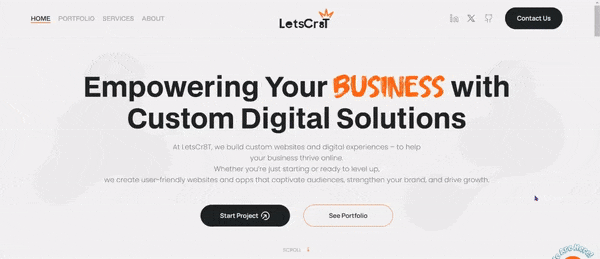 HOME PORTFOLIO SERVICES ABOUT LetsCr8T Contact Us
Empowering Your BUSINESS with
Custom Digital Solutions
At LetsCr8T, we build custom websites and digital experiences – to help
your business thrive online.
Whether you're just starting or ready to level up,
we create user-friendly websites and apps that captivate audiences, strengthen your brand, and drive growth.
Start Project See Portfolio
SCROLL
Are Here!